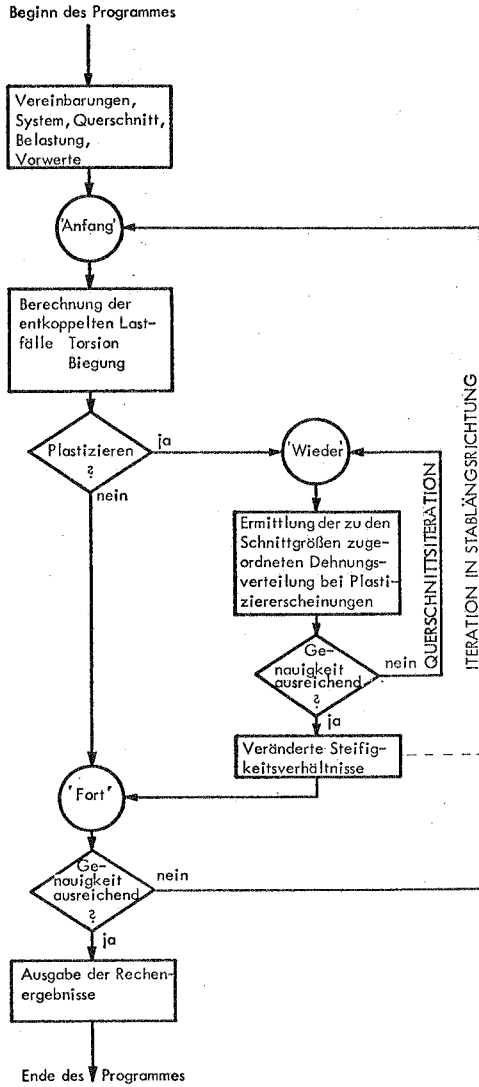 Beginn des Programmes
Vereinbarungen,
System, Querschnitt,
Belastung,
Vorwerte
'Anfang'
Berechnung der
entkoppelten Last-
fälle Torsion
Biegung
Plastizieren
?
ja
nein
'Wieder'
Ermittlung der zu den
Schnittgrößen zuge-
ordneten Dehnungs-
verteilung bei Plasti-
ziererscheinungen
Ge-
nauigkeit
ausreichend
?
nein
ja
QUERSCHNITTSITERATION
ITERATION IN STABLÄNGSRICHTUNG
Veränderte Steifig-
keitsverhältnisse
'Fort'
Ge-
nauigkeit
ausreichend
?
nein
ja
Ausgabe der Rechen-
ergebnisse
Ende des Programmes